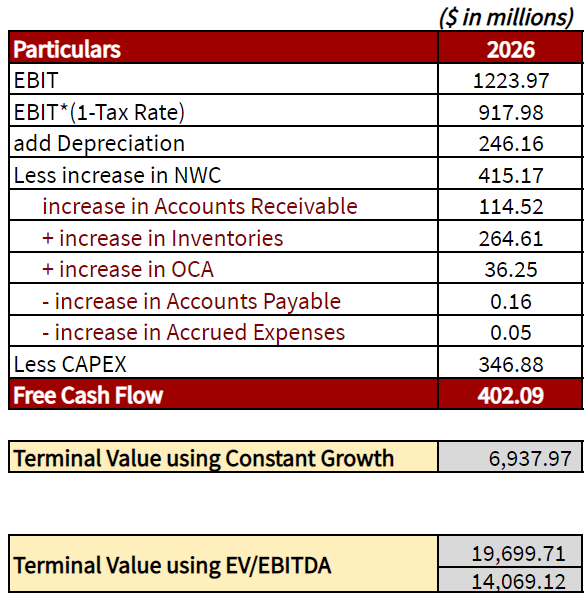 ($ in millions)
Particulars 2026
EBIT 1223.97
EBIT*(1-Tax Rate) 917.98
add Depreciation 246.16
Less increase in NWC 415.17
increase in Accounts Receivable 114.52
+ increase in Inventories 264.61
+ increase in OCA 36.25
- increase in Accounts Payable 0.16
- increase in Accrued Expenses 0.05
Less CAPEX 346.88
Free Cash Flow 402.09
Terminal Value using Constant Growth 6,937.97
Terminal Value using EV/EBITDA 19,699.71
14,069.12